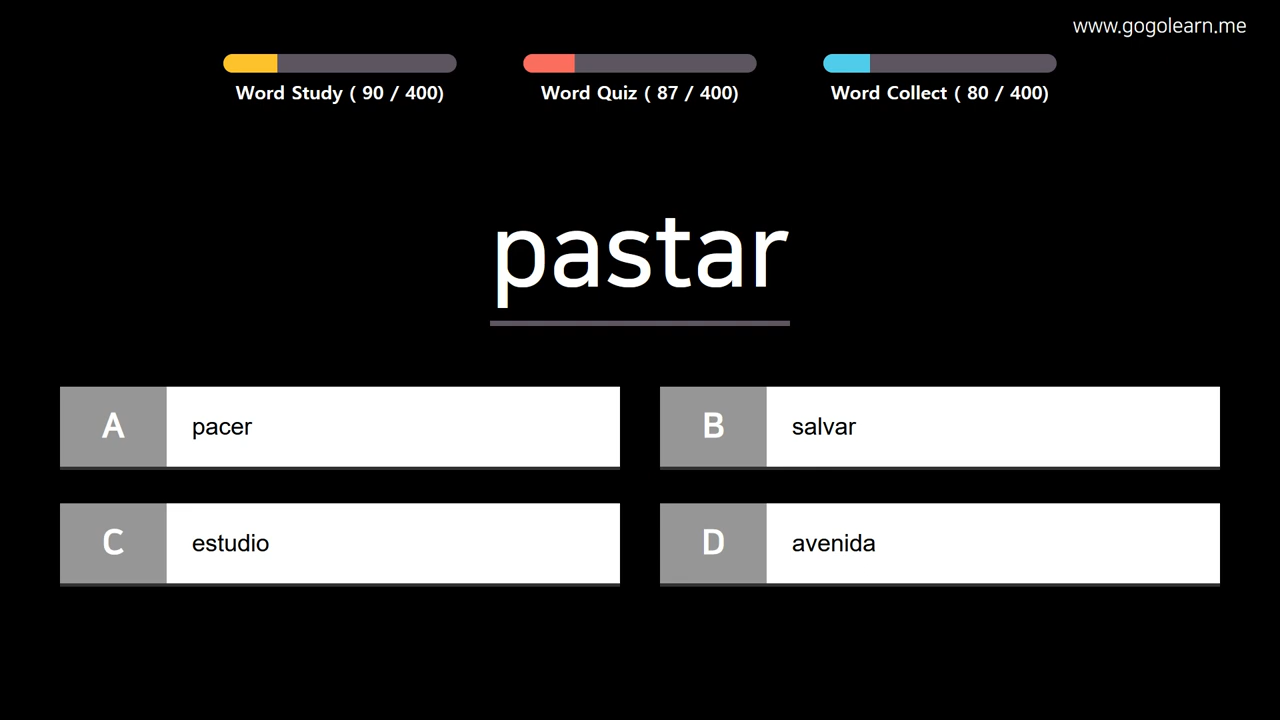 www.gogolearn.me
Word Study ( 90 / 400)
Word Quiz ( 87 / 400)
Word Collect ( 80 / 400)
pastar
A pacer
B salvar
C estudio
D avenida